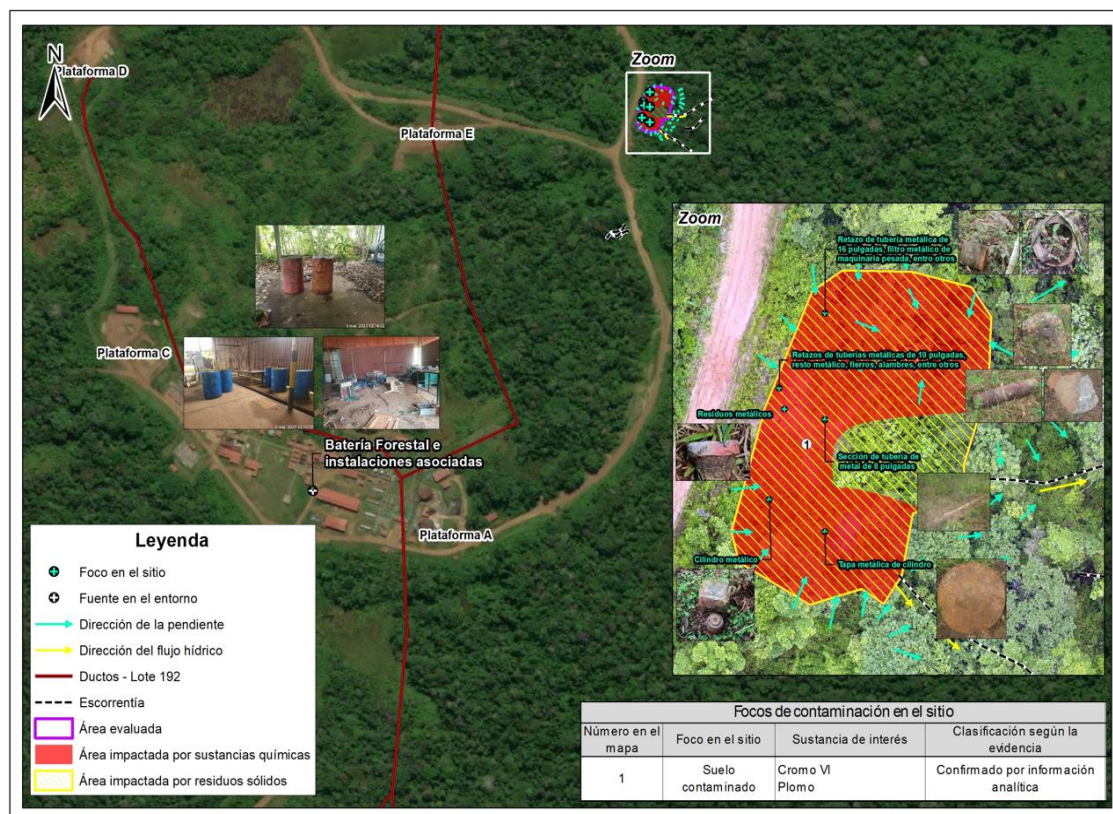 N
Plataforma D
Zoom
Plataforma E
Zoom
Retazo de tubería metálica de
16 pulgadas, filtro metálico de
maquinaria pesada, entro otros
Plataforma C
Retazos de tuberías metálicas de 10 pulgadas,
resto metálico, fierros, alambres, entre otros
Residuos metálicos
1
Sección de tubería de
metal de 8 pulgadas
Batería Forestal e
instalaciones asociadas
Plataforma A
Cilindro metálico
Tapa metálica de cilindro
Leyenda
Foco en el sitio
Fuente en el entorno
Dirección de la pendiente
Dirección del flujo hídrico
Ductos - Lote 192
Escorrentía
Área evaluada
Área impactada por sustancias químicas
Área impactada por residuos sólidos
Focos de contaminación en el sitio
Número en el mapa
Foco en el sitio
Sustancia de interés
Clasificación según la evidencia
1
Suelo contaminado
Cromo VI
Plomo
Confirmado por información analítica